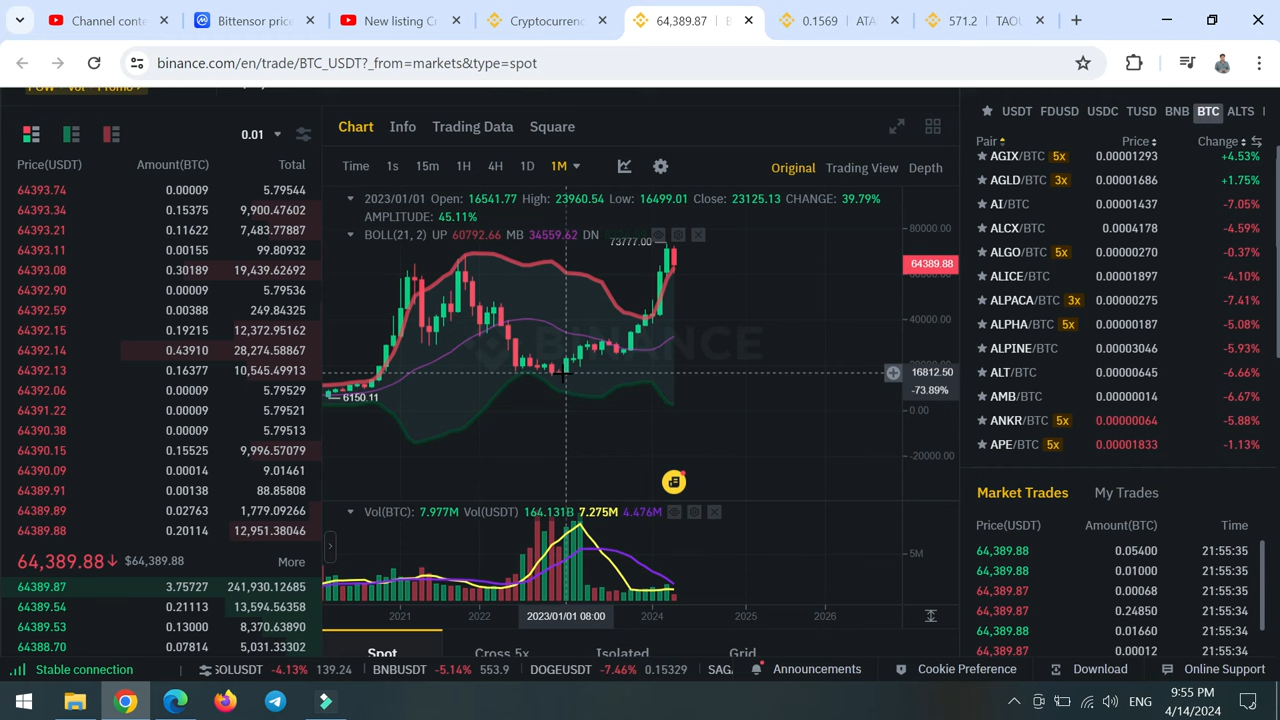 Channel cont
Bittensor pric
New listing Cr
Cryptocurrenc
64,389.87 | B
0.1569 | ATA
571.2 | TAOU
binance.com/en/trade/BTC_USDT?_from=markets&type=spot
POW Vol Promo
0.01
Price(USDT) Amount(BTC) Total
64393.74 0.00009 5.79544
64393.34 0.15375 9,900.47602
64393.21 0.11622 7,483.77887
64393.11 0.00155 99.80932
64393.08 0.30189 19,439.62692
64392.90 0.00009 5.79536
64392.59 0.00388 249.84325
64392.15 0.19215 12,372.95162
64392.14 0.43910 28,274.58867
64392.13 0.16377 10,545.49913
64392.06 0.00009 5.79529
64391.22 0.00009 5.79521
64390.38 0.00009 5.79513
64390.15 0.15525 9,996.57079
64390.09 0.00014 9.01461
64389.91 0.00138 88.85808
64389.89 0.02763 1,779.09266
64389.88 0.20114 12,951.38046
64,389.88↓ $64,389.88 More
64389.87 3.75727 241,930.12685
64389.54 0.21113 13,594.56358
64389.53 0.13000 8,370.63890
64388.70 0.07814 5,031.33302
Chart Info Trading Data Square
Time 1s 15m 1H 4H 1D 1M
Original Trading View Depth
2023/01/01 Open: 16541.77 High: 23960.54 Low: 16499.01 Close: 23125.13 CHANGE: 39.79%
AMPLITUDE: 45.11%
BOLL(21, 2) UP 60792.66 MB 34559.62 DN
73777.00
80000.00
64389.88
60000.00
BINANCE
40000.00
20000.00
16812.50
-73.89%
6150.11
0.00
-20000.00
Vol(BTC): 7.977M Vol(USDT) 164.131B 7.275M 4.476M
5M
2021 2022 2023/01/01 08:00 2024 2025 2026
Spot Cross 5x Isolated Grid
USDT FDUSD USDC TUSD BNB BTC ALTS
Pair Price Change
AGIX/BTC 5x 0.00001293 +4.53%
AGLD/BTC 3x 0.00001686 +1.75%
AI/BTC 0.00001437 -7.05%
ALCX/BTC 0.0004178 -4.59%
ALGO/BTC 5x 0.00000270 -0.37%
ALICE/BTC 0.00001897 -4.10%
ALPACA/BTC 3x 0.00000275 -7.41%
ALPHA/BTC 5x 0.00000187 -5.08%
ALPINE/BTC 0.00003046 -5.93%
ALT/BTC 0.00000645 -6.66%
AMB/BTC 0.00000014 -6.67%
ANKR/BTC 5x 0.00000064 -5.88%
APE/BTC 5x 0.00001833 -1.13%
Market Trades My Trades
Price(USDT) Amount(BTC) Time
64,389.88 0.05400 21:55:35
64,389.88 0.01000 21:55:35
64,389.87 0.00068 21:55:35
64,389.87 0.24850 21:55:34
64,389.88 0.01660 21:55:34
64,389.87 0.00012 21:55:34
Stable connection
SOLUSDT -4.13% 139.24 BNBUSDT -5.14% 553.9 DOGEUSDT -7.46% 0.15329 SAG
Announcements Cookie Preference Download Online Support
ENG
9:55 PM
4/14/2024